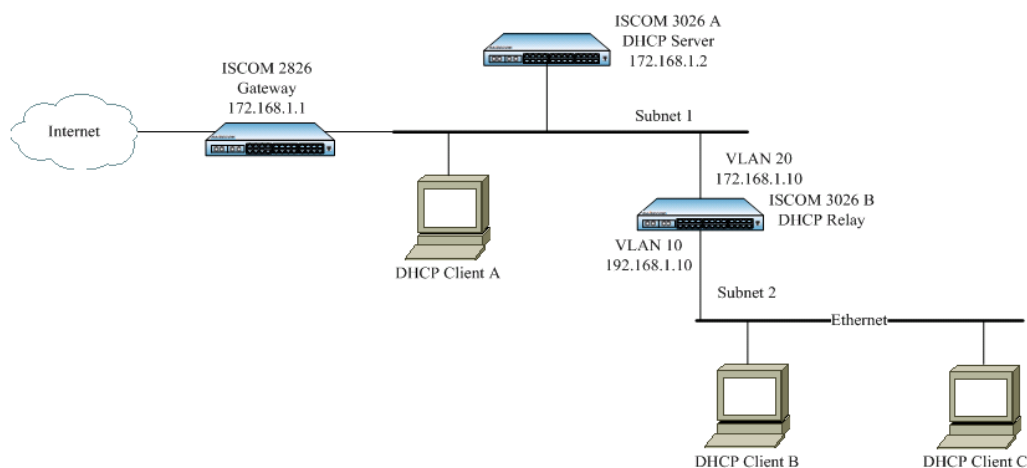 ISCOM 3026 A
DHCP Server
172.168.1.2
ISCOM 2826
Gateway
172.168.1.1
Internet
Subnet 1
VLAN 20
172.168.1.10
ISCOM 3026 B
DHCP Relay
VLAN 10
192.168.1.10
DHCP Client A
Subnet 2
Ethernet
DHCP Client B
DHCP Client C